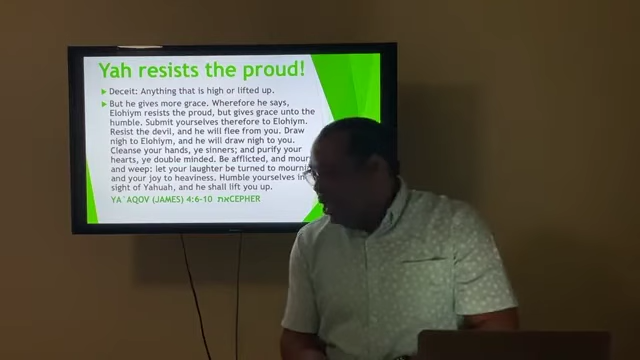 Yah resists the proud!
Deceit: Anything that is high or lifted up.
But he gives more grace. Wherefore he says,
Elohiym resists the proud, but gives grace unto the
humble. Submit yourselves therefore to Elohiym.
Resist the devil, and he will flee from you. Draw
nigh to Elohiym, and he will draw nigh to you.
Cleanse your hands, ye sinners; and purify your
hearts, ye double minded. Be afflicted, and mour
and weep: let your laughter be turned to mourni
and your joy to heaviness. Humble yourselves in
sight of Yahuah, and he shall lift you up.
YA`AQOV (JAMES) 4:6-10 את CEPHER